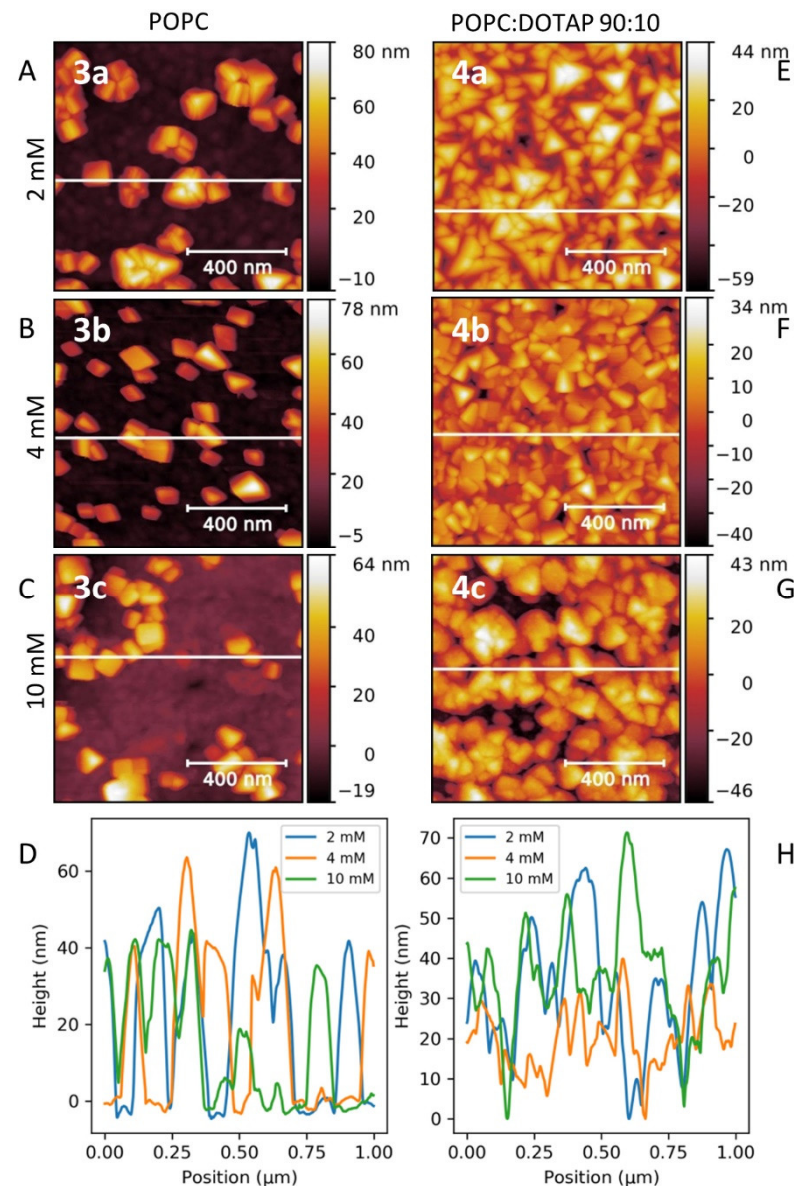 POPC
POPC:DOTAP 90:10
A
2 mM
3a
400 nm
80 nm
60
40
20
−10
4a
400 nm
44 nm
20
0
−20
−59
E
B
4 mM
3b
400 nm
78 nm
60
40
20
−5
4b
400 nm
34 nm
20
10
0
−10
−20
−40
F
C
10 mM
3c
400 nm
64 nm
40
20
0
−19
4c
400 nm
43 nm
20
0
−20
−46
G
D
2 mM
4 mM
10 mM
Height (nm)
60
40
20
0
0.00 0.25 0.50 0.75 1.00
Position (μm)
H
2 mM
4 mM
10 mM
Height (nm)
70
60
50
40
30
20
10
0
0.00 0.25 0.50 0.75 1.00
Position (μm)